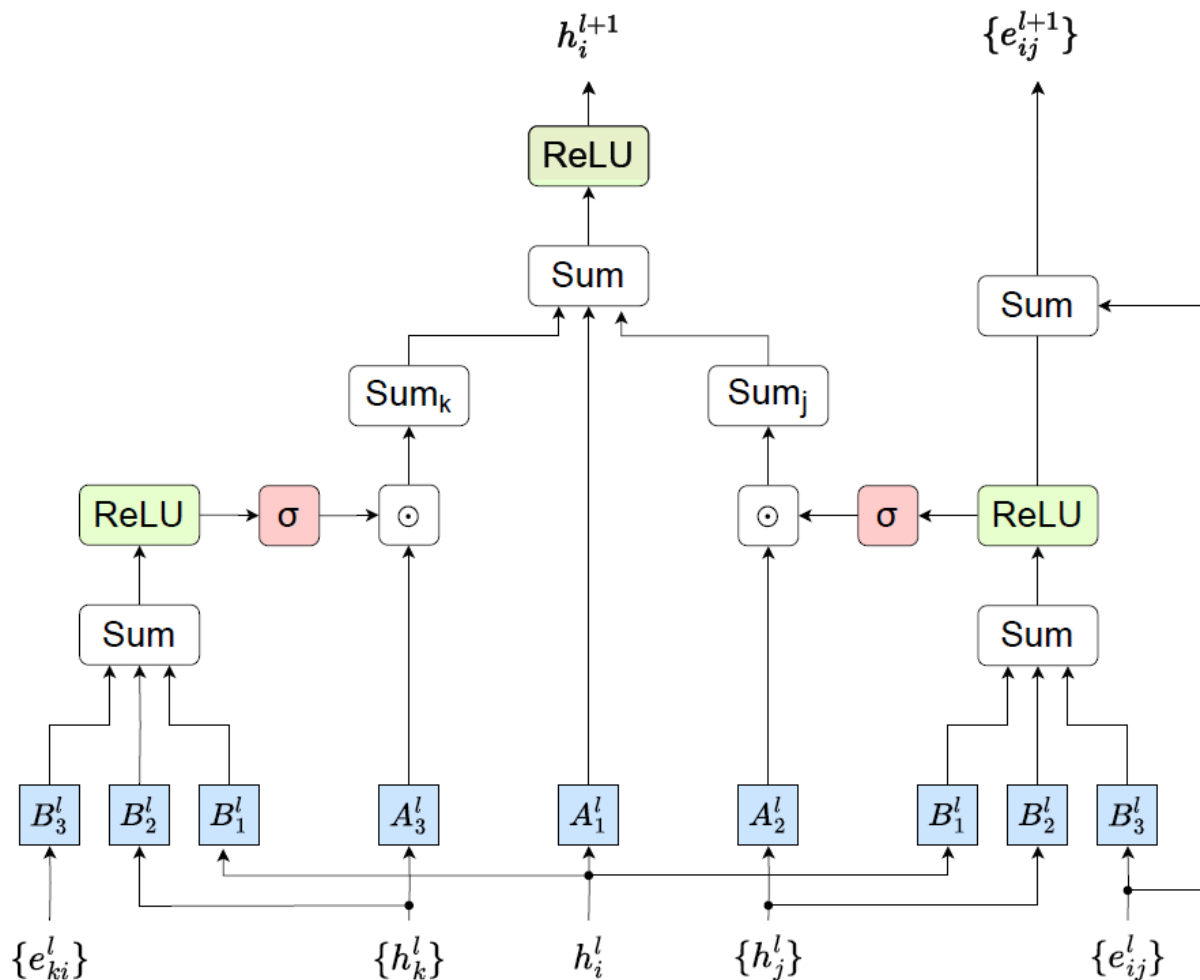 h_i^{l+1} {e_{ij}^{l+1}}
ReLU
Sum
Sum
Sum_k Sum_j
ReLU σ ⊙ ⊙ σ ReLU
Sum Sum
B_3^l B_2^l B_1^l A_3^l A_1^l A_2^l B_1^l B_2^l B_3^l
{e_{ki}^l} {h_k^l} h_i^l {h_j^l} {e_{ij}^l}